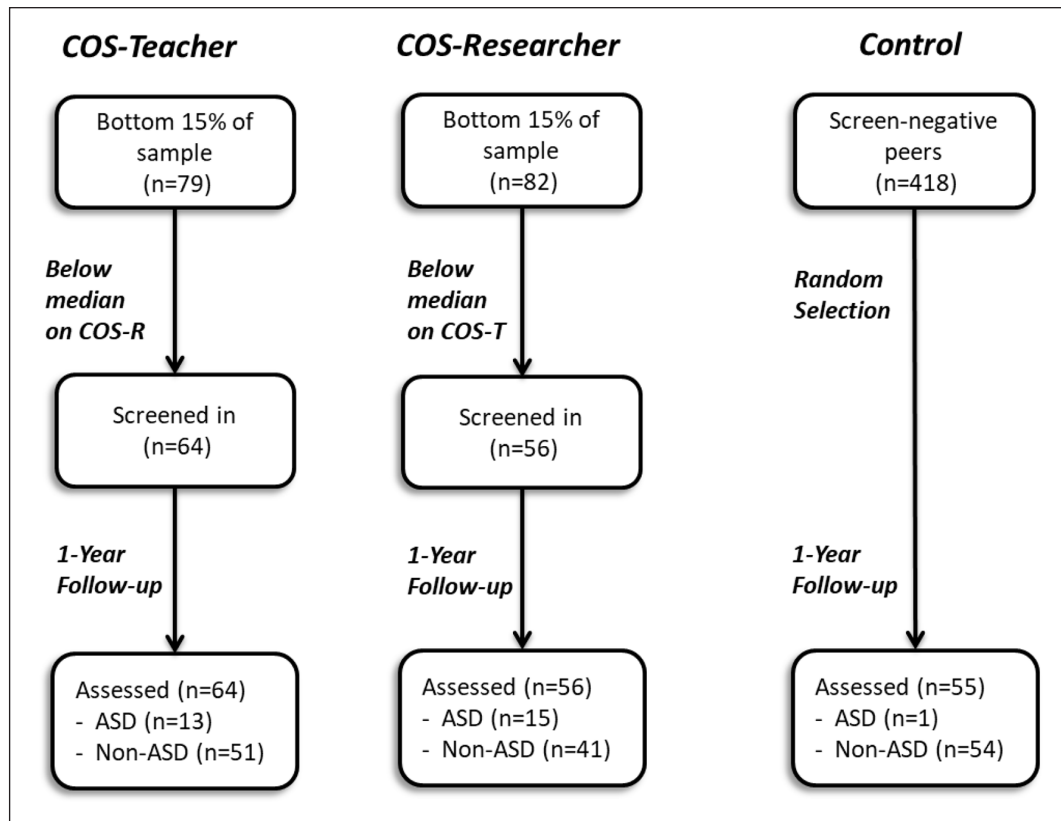 COS-Teacher
Bottom 15% of
sample
(n=79)
Below
median
on COS-R
Screened in
(n=64)
1-Year
Follow-up
Assessed (n=64)
- ASD (n=13)
- Non-ASD (n=51)
COS-Researcher
Bottom 15% of
sample
(n=82)
Below
median
on COS-T
Screened in
(n=56)
1-Year
Follow-up
Assessed (n=56)
- ASD (n=15)
- Non-ASD (n=41)
Control
Screen-negative
peers
(n=418)
Random
Selection
1-Year
Follow-up
Assessed (n=55)
- ASD (n=1)
- Non-ASD (n=54)